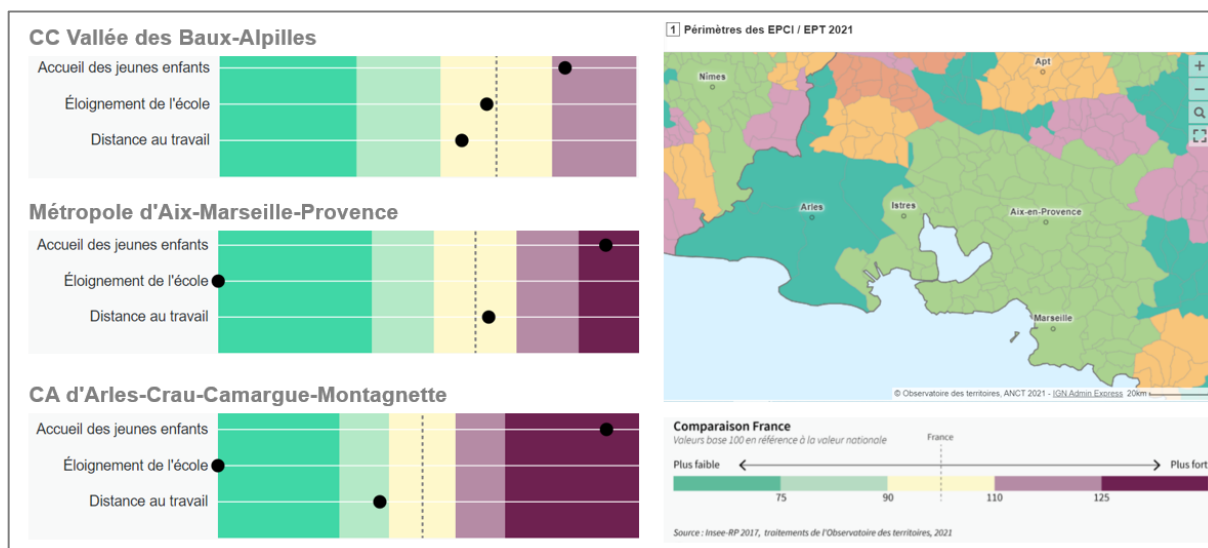 CC Vallée des Baux-Alpilles
Accueil des jeunes enfants
Éloignement de l'école
Distance au travail
Métropole d'Aix-Marseille-Provence
Accueil des jeunes enfants
Éloignement de l'école
Distance au travail
CA d'Arles-Crau-Camargue-Montagnette
Accueil des jeunes enfants
Éloignement de l'école
Distance au travail
1 Périmètres des EPCI / EPT 2021
Nîmes
Apt
Arles
Istres
Aix-en-Provence
Marseille
© Observatoire des territoires, ANCT 2021 - IGN Admin Express 20km
Comparaison France
Valeurs base 100 en référence à la valeur nationale
France
Plus faible
Plus fort
75 90 110 125
Source : Insee-RP 2017, traitements de l'Observatoire des territoires, 2021